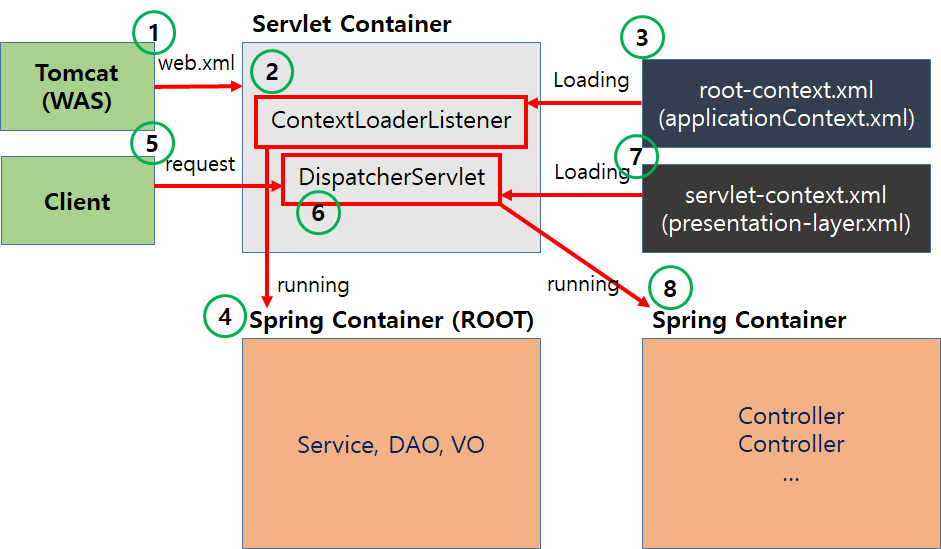 Servlet Container
1
Tomcat
(WAS)
web.xml
2
ContextLoaderListener
Loading
3
root-context.xml
(applicationContext.xml)
5
request
Client
DispatcherServlet
6
Loading
7
servlet-context.xml
(presentation-layer.xml)
running
running
4
Spring Container (ROOT)
8
Spring Container
Service, DAO, VO
Controller
Controller
...